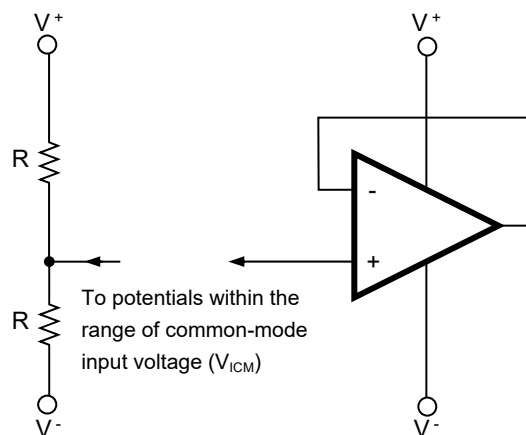 V+
V+
R
-
+
To potentials within the
range of common-mode
input voltage (VICM)
R
V-
V-